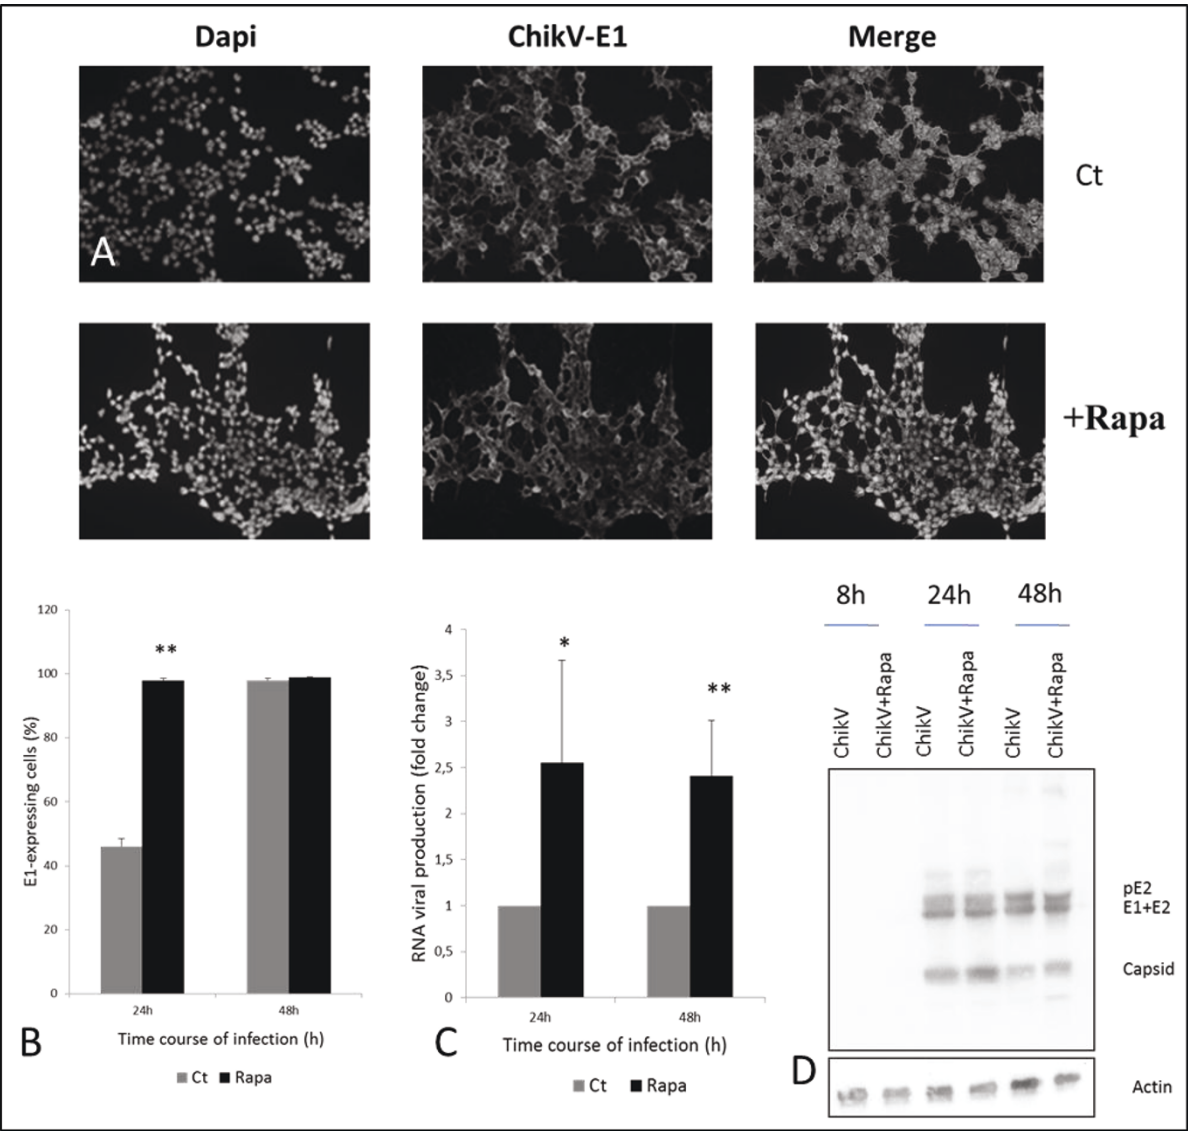 Dapi
ChikV-E1
Merge
A
Ct
+Rapa
120
100
80
60
40
20
0
E1-expressing cells (%)
**
24h
48h
Time course of infection (h)
B
Ct
Rapa
4
3,5
3
2,5
2
1,5
1
0,5
0
RNA viral production (fold change)
*
**
24h
48h
Time course of infection (h)
C
Ct
Rapa
8h
24h
48h
ChikV
ChikV+Rapa
ChikV
ChikV+Rapa
ChikV
ChikV+Rapa
pE2
E1+E2
Capsid
D
Actin